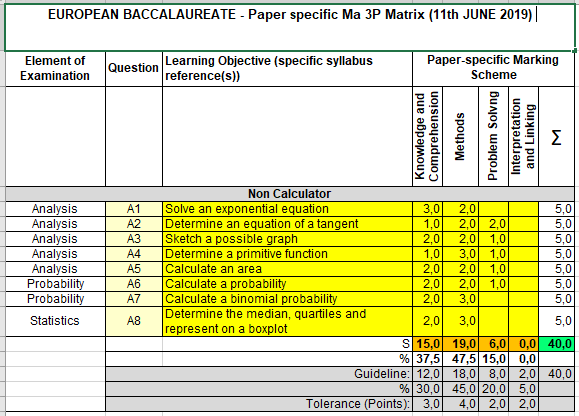 EUROPEAN BACCALAUREATE - Paper specific Ma 3P Matrix (11th JUNE 2019)
Element of Examination Question Learning Objective (specific syllabus reference(s)) Paper-specific Marking Scheme
Knowledge and Comprehension Methods Problem Solvng Interpretation and Linking Σ
Non Calculator
Analysis A1 Solve an exponential equation 3,0 2,0 5,0
Analysis A2 Determine an equation of a tangent 1,0 2,0 2,0 5,0
Analysis A3 Sketch a possible graph 2,0 2,0 1,0 5,0
Analysis A4 Determine a primitive function 1,0 3,0 1,0 5,0
Analysis A5 Calculate an area 2,0 2,0 1,0 5,0
Probability A6 Calculate a probability 2,0 2,0 1,0 5,0
Probability A7 Calculate a binomial probability 2,0 3,0 5,0
Statistics A8 Determine the median, quartiles and represent on a boxplot 2,0 3,0 5,0
S 15,0 19,0 6,0 0,0 40,0
% 37,5 47,5 15,0 0,0
Guideline: 12,0 18,0 8,0 2,0 40,0
% 30,0 45,0 20,0 5,0
Tolerance (Points): 3,0 4,0 2,0 2,0